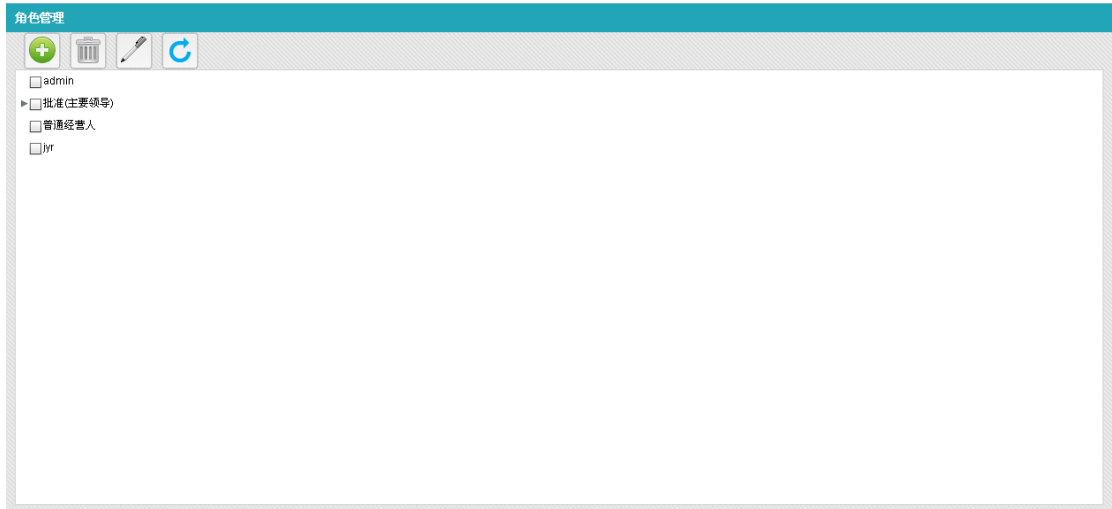 角色管理
admin
批准(主要领导)
普通经营人
jyr